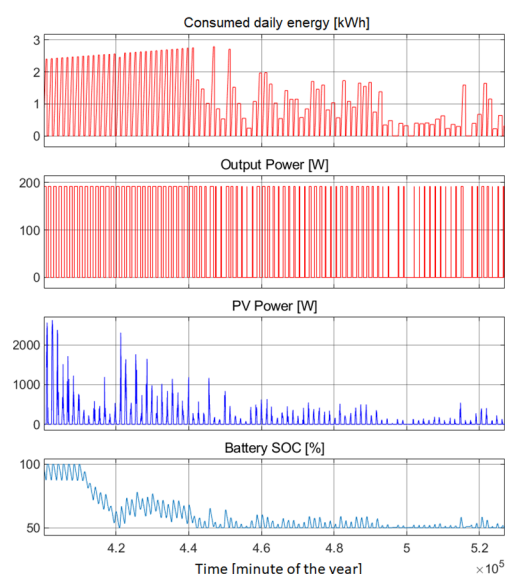 Consumed daily energy [kWh]
3
2
1
0
Output Power [W]
200
100
0
PV Power [W]
2000
1000
0
Battery SOC [%]
100
50
4.2 4.4 4.6 4.8 5 5.2
Time [minute of the year] ×10⁵